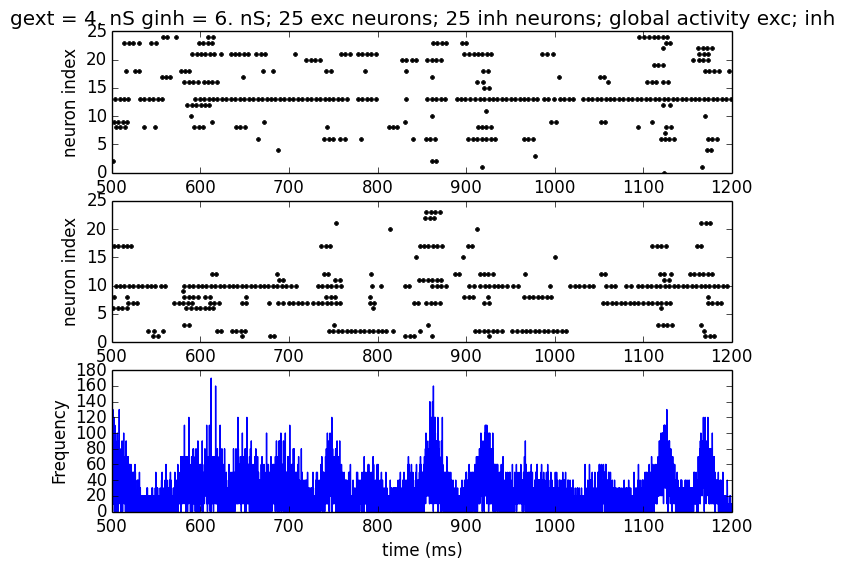 gext = 4. nS ginh = 6. nS; 25 exc neurons; 25 inh neurons; global activity exc; inh
25
20
15
10
5
0
neuron index
500 600 700 800 900 1000 1100 1200
25
20
15
10
5
0
neuron index
500 600 700 800 900 1000 1100 1200
180
160
140
120
100
80
60
40
20
0
Frequency
500 600 700 800 900 1000 1100 1200
time (ms)